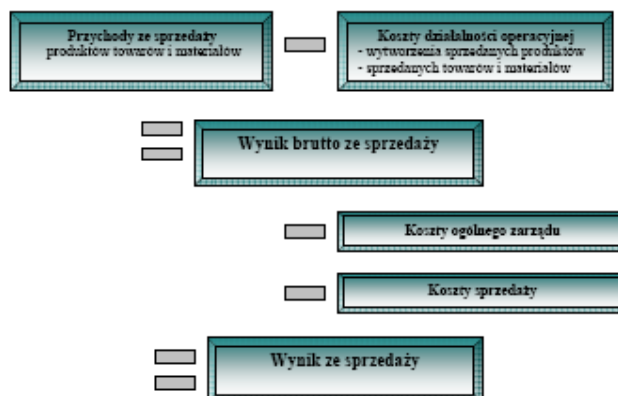 Przychody ze sprzedaży
produktów towarów i materiałów
Koszty działalności operacyjnej
- wytworzenia sprzedanych produktów
- sprzedanych towarów i materiałów
Wynik brutto ze sprzedaży
Koszty ogólnego zarządu
Koszty sprzedaży
Wynik ze sprzedaży